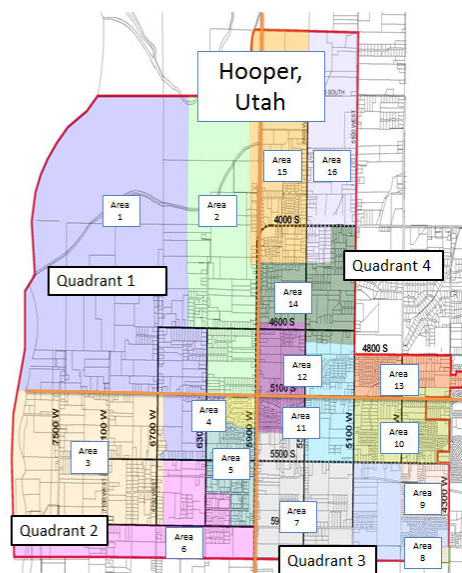 Hooper,
Utah
SOUTH
Area
15
Area
16
Area
1
Area
2
4000 S
Quadrant 4
Quadrant 1
Area
14
4600 S
4800 S
Area
12
5100 S
Area
13
7500 W
6700 W
Area
4
Area
11
5100 W
Area
10
Area
3
Area
5
5500 S
Area
9
4300 W
Area
7
Quadrant 2
Area
6
Quadrant 3
Area
8